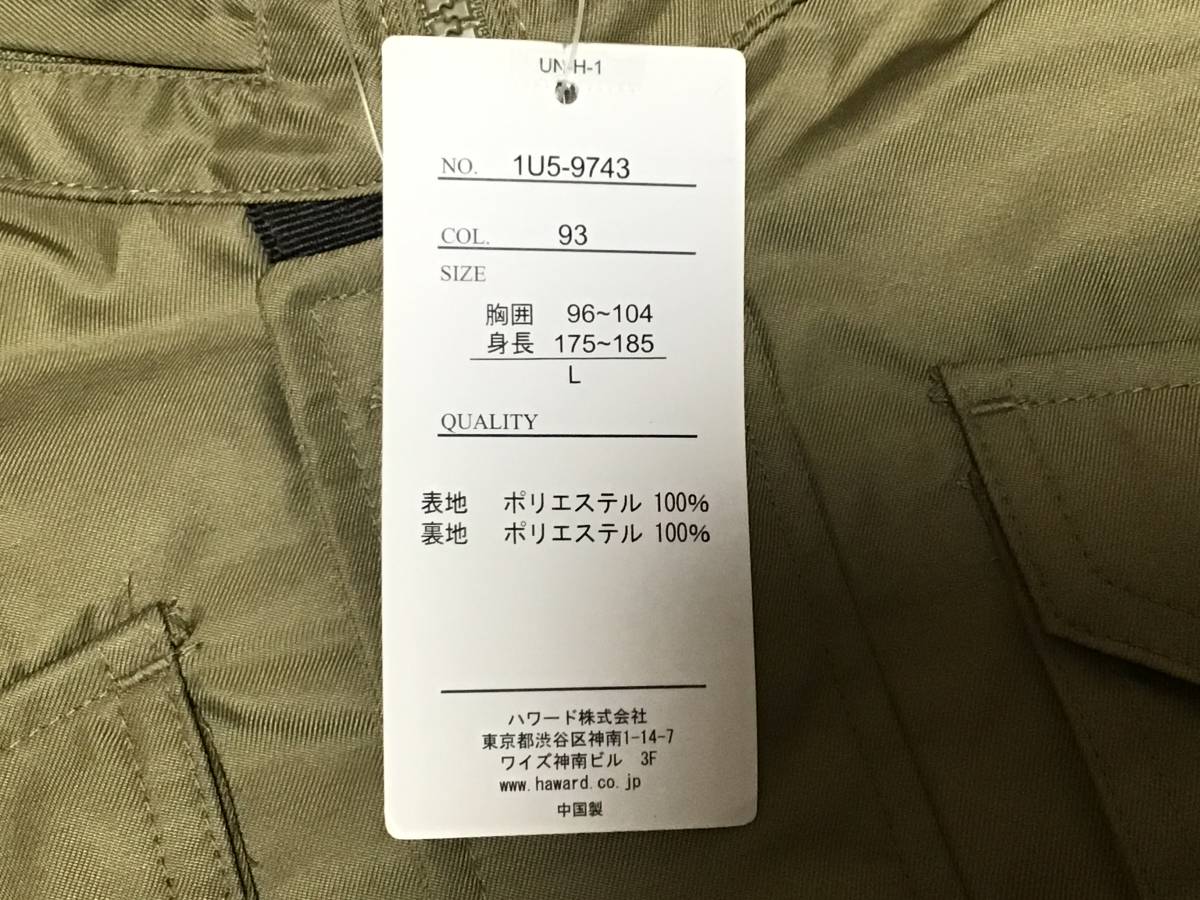 UN-H-1
NO. 1U5-9743
COL. 93
SIZE
胸囲 96~104
身長 175~185
L
QUALITY
表地 ポリエステル 100%
裏地 ポリエステル 100%
ハワード株式会社
東京都渋谷区神南1-14-7
ワイズ神南ビル 3F
www.haward.co.jp
中国製